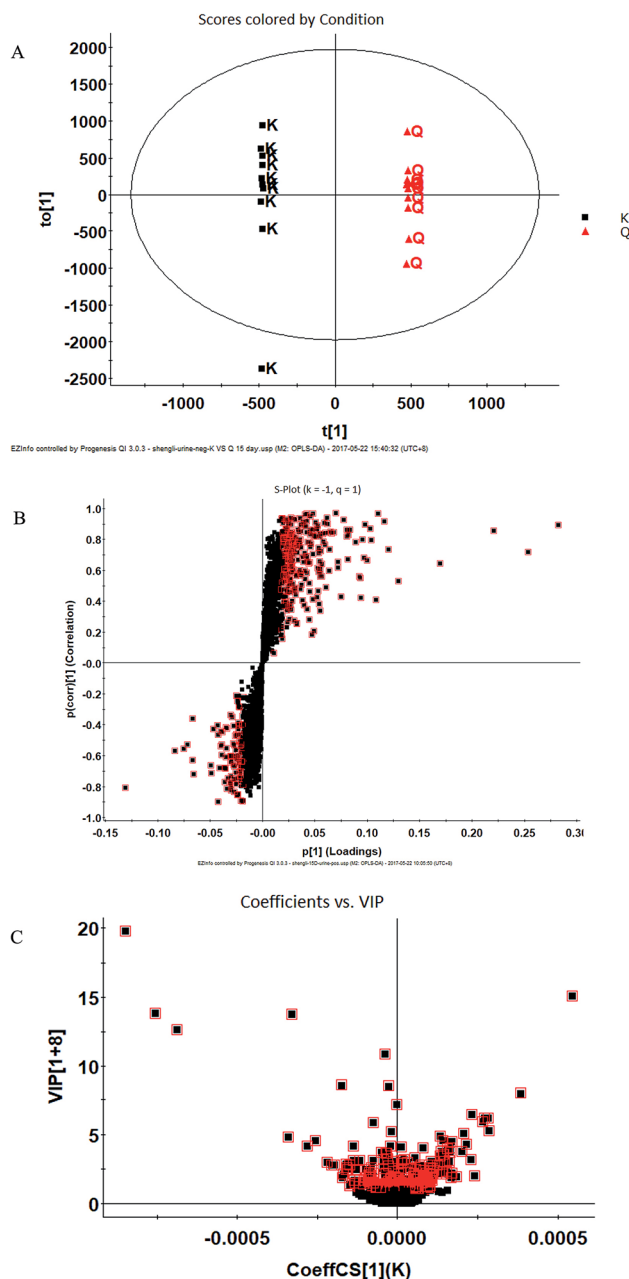 Scores colored by Condition
A
2000
1500
1000
500
0
-500
-1000
-1500
-2000
-2500
to[1]
K
K
K
K
K
K
K
K
K
K
Q
Q
Q
Q
Q
Q
Q
Q
Q
K
Q
-1000 -500 0 500 1000
t[1]
EZInfo controlled by Progenesis QI 3.0.3 - shengli-urine-neg-K VS Q 15 day.usp (M2: OPLS-DA) - 2017-05-22 15:40:32 (UTC+8)
S-Plot (k = -1, q = 1)
B
1.0
0.8
0.6
0.4
0.2
-0.0
-0.2
-0.4
-0.6
-0.8
-1.0
p(corr)[1] (Correlation)
-0.15 -0.10 -0.05 -0.00 0.05 0.10 0.15 0.20 0.25 0.30
p[1] (Loadings)
EZInfo controlled by Progenesis QI 3.0.3 - shengli-15D-urine-pos.usp (M2: OPLS-DA) - 2017-05-22 10:05:50 (UTC+8)
Coefficients vs. VIP
C
20
15
10
5
0
VIP[1+8]
-0.0005 0.0000 0.0005
CoeffCS[1](K)